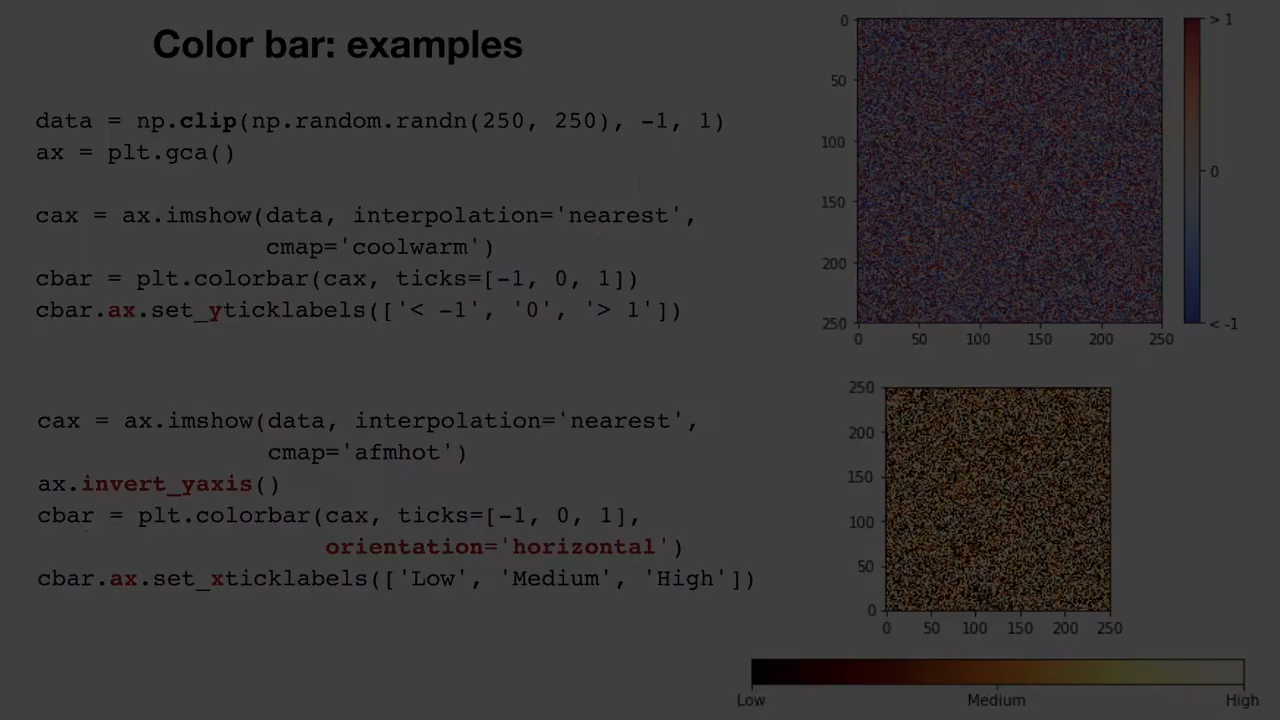 Color bar: examples
data = np.clip(np.random.randn(250, 250), -1, 1)
ax = plt.gca()
cax = ax.imshow(data, interpolation='nearest',
cmap='coolwarm')
cbar = plt.colorbar(cax, ticks=[-1, 0, 1])
cbar.ax.set_yticklabels(['< -1', '0', '> 1'])
cax = ax.imshow(data, interpolation='nearest',
cmap='afmhot')
ax.invert_yaxis()
cbar = plt.colorbar(cax, ticks=[-1, 0, 1],
orientation='horizontal')
cbar.ax.set_xticklabels(['Low', 'Medium', 'High'])
0
50
100
150
200
250
0 50 100 150 200 250
> 1
0
< -1
250
200
150
100
50
0
0 50 100 150 200 250
Low Medium High